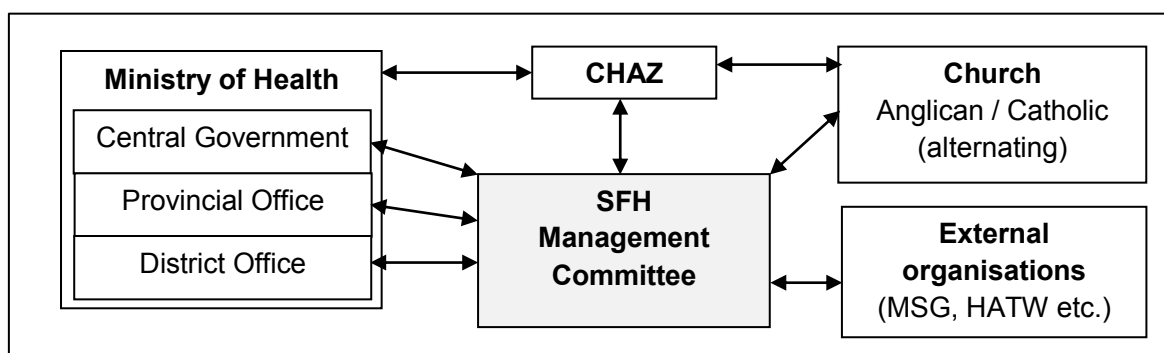 Ministry of Health
Central Government
Provincial Office
District Office
CHAZ
SFH
Management
Committee
Church
Anglican / Catholic
(alternating)
External
organisations
(MSG, HATW etc.)